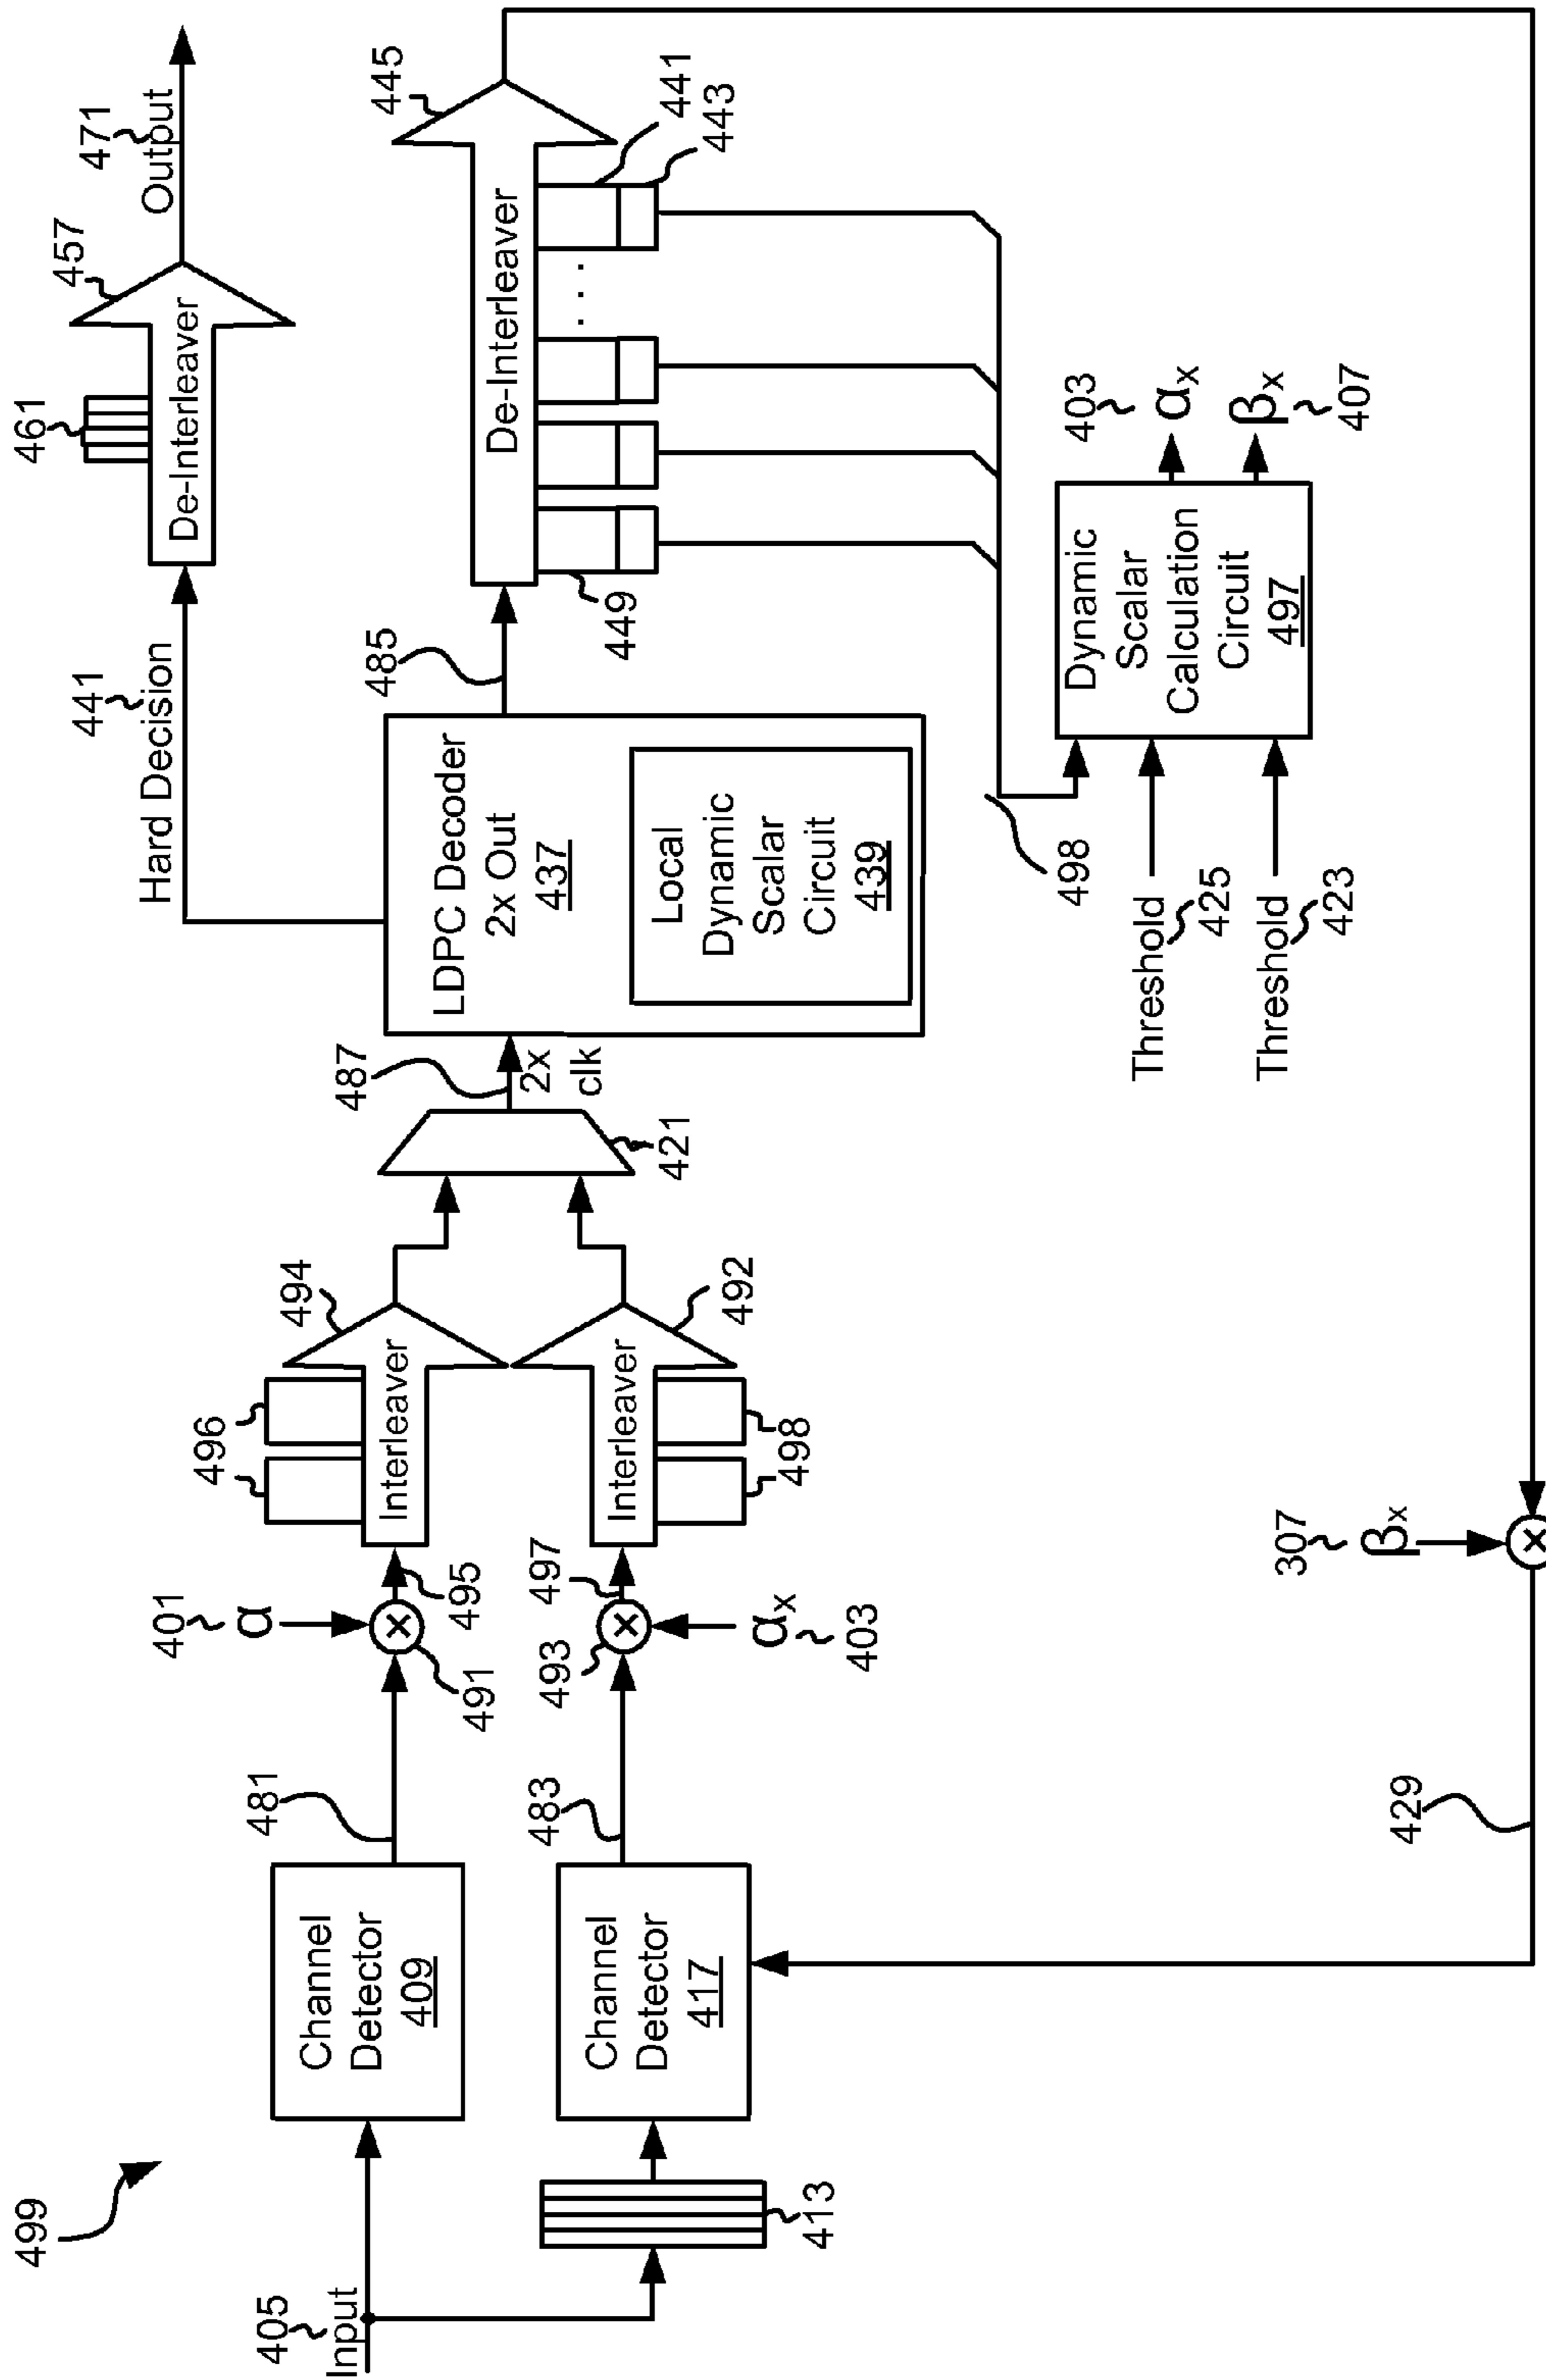 499
405
Input
413
Channel
Detector
409
Channel
Detector
417
481
483
401
α
491
495
493
497
αx
403
496
Interleaver
494
Interleaver
498
492
421
487
2x
clk
LDPC Decoder
2x Out
437
Local
Dynamic
Scalar
Circuit
439
441
Hard Decision
461
De-Interleaver
457
471
Output
485
De-Interleaver
445
449
. . .
441
443
498
Threshold
425
Threshold
423
Dynamic
Scalar
Calculation
Circuit
497
403
αx
βx
407
307
βx
429